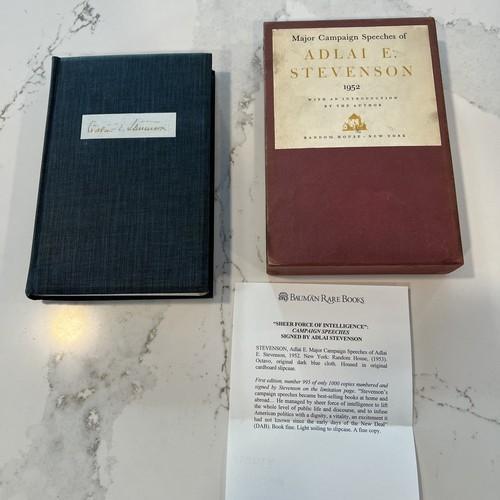 Adlai E. Stevenson
Major Campaign Speeches of
ADLAI E.
STEVENSON
1952
WITH AN INTRODUCTION
BY THE AUTHOR
RANDOM HOUSE · NEW YORK
BAUMAN RARE BOOKS
"SHEER FORCE OF INTELLIGENCE":
CAMPAIGN SPEECHES
SIGNED BY ADLAI STEVENSON
STEVENSON, Adlai E. Major Campaign Speeches of Adlai
E. Stevenson, 1952. New York: Random House, (1953).
Octavo, original dark blue cloth. Housed in original
cardboard slipcase.
First edition, number 995 of only 1000 copies numbered and
signed by Stevenson on the limitation page. "Stevenson's
campaign speeches became best-selling books at home and
abroad... He managed by sheer force of intelligence to lift
the whole level of public life and discourse, and to infuse
American politics with a dignity, a vitality, an excitement it
had not known since the early days of the New Deal"
(DAB). Book fine. Light soiling to slipcase. A fine copy.